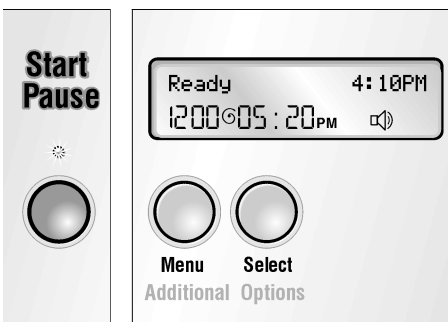 Start
Pause
Ready 4:10PM
1200 05:20PM
Menu Select
Additional Options